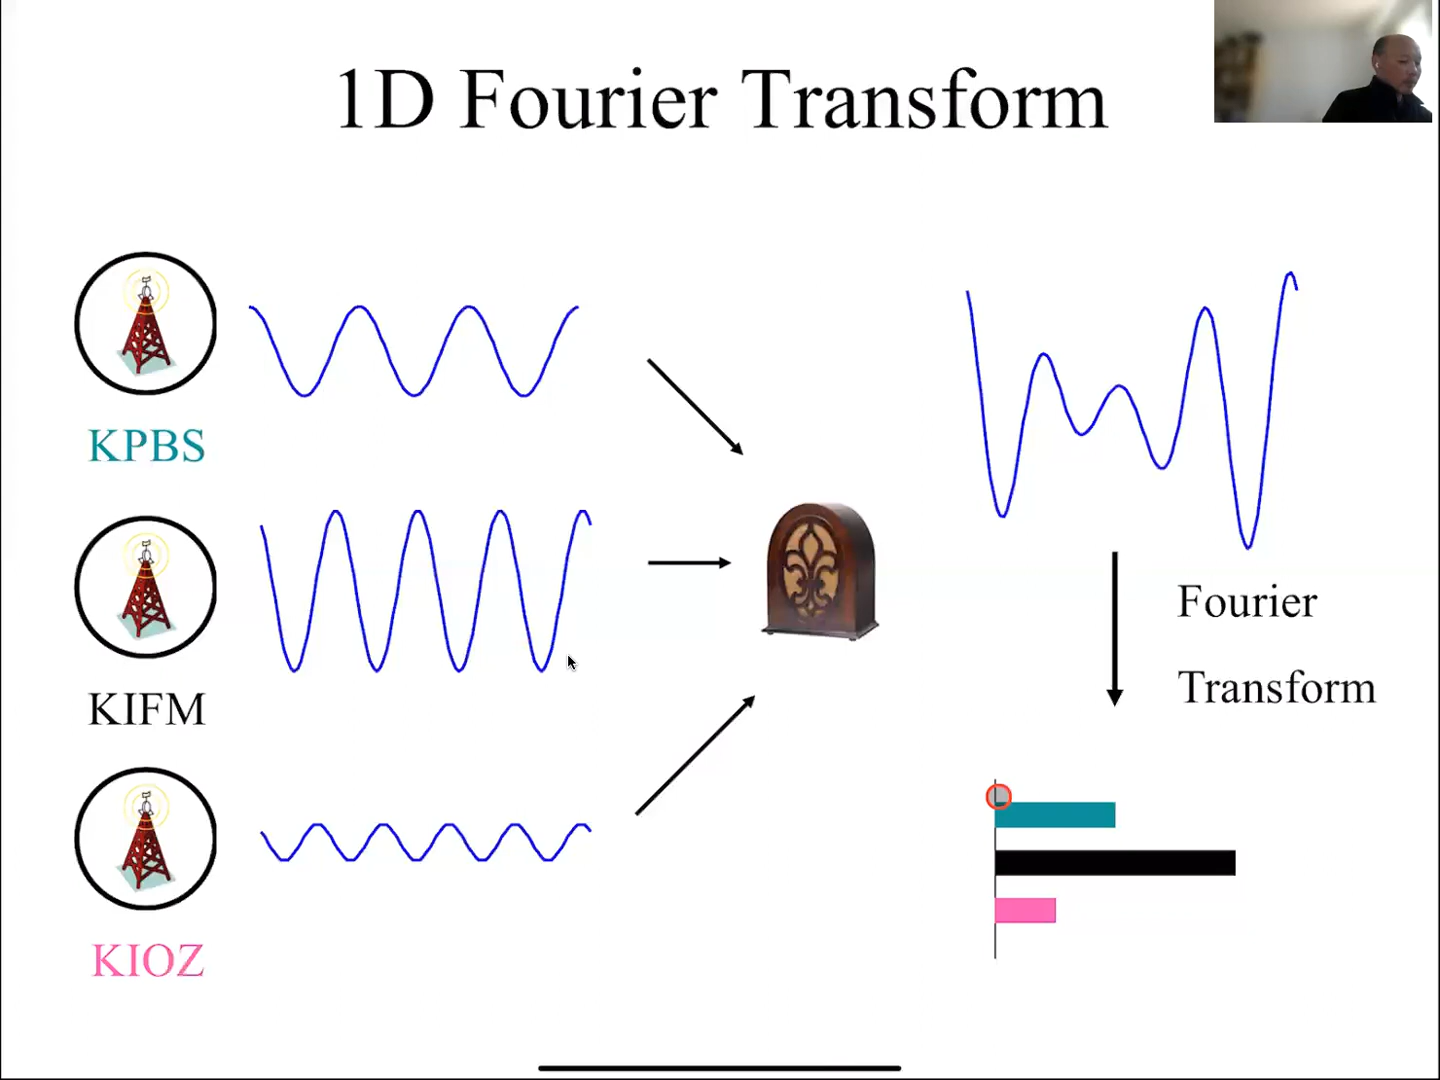 1D Fourier Transform
KPBS
KIFM
KIOZ
Fourier
Transform